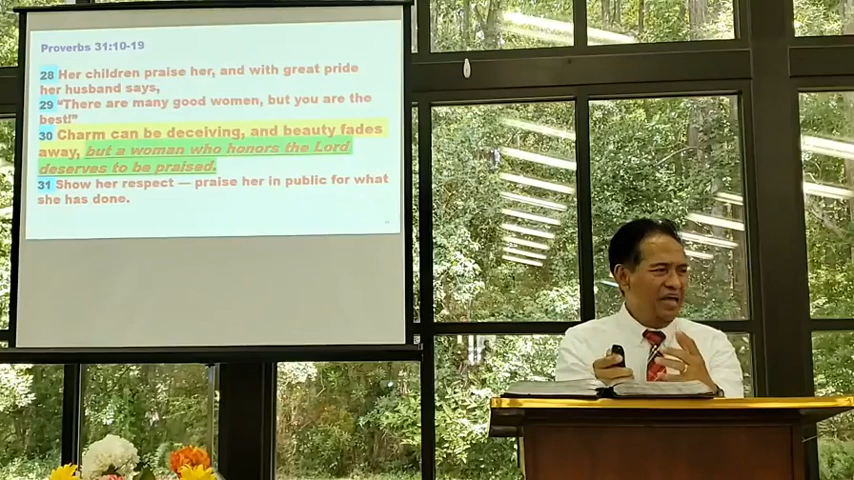 Proverbs 31:10-19
28 Her children praise her, and with great pride
her husband says,
29 "There are many good women, but you are the
best!"
30 Charm can be deceiving, and beauty fades
away, but a woman who honors the Lord
deserves to be praised.
31 Show her respect — praise her in public for what
she has done.